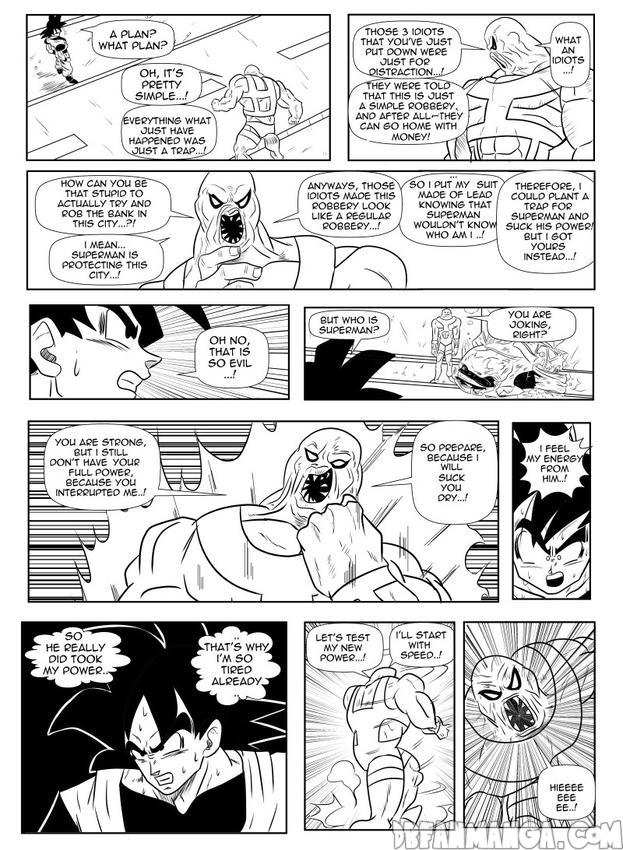 A PLAN?
WHAT PLAN?
OH, IT'S
PRETTY
SIMPLE...!
EVERYTHING WHAT
JUST HAVE
HAPPENED WAS
JUST A TRAP...!
THOSE 3 IDIOTS
THAT YOU'VE JUST
PUT DOWN WERE
JUST FOR
DISTRACTION...!
WHAT
AN
IDIOTS
...!
THEY WERE TOLD
THAT THIS IS JUST
A SIMPLE ROBBERY,
AND AFTER ALL-THEY
CAN GO HOME WITH
MONEY!
HOW CAN YOU BE
THAT STUPID TO
ACTUALLY TRY AND
ROB THE BANK IN
THIS CITY...?!
I MEAN...
SUPERMAN IS
PROTECTING THIS
CITY...!
ANYWAYS, THOSE
IDIOTS MADE THIS
ROBBERY LOOK
LIKE A REGULAR
ROBBERY...!
SO I PUT MY SUIT
MADE OF LEAD
KNOWING THAT
SUPERMAN
WOULDN'T KNOW
WHO AM I ..!
THEREFORE, I
COULD PLANT A
TRAP FOR
SUPERMAN AND
SUCK HIS POWER!
BUT I GOT
YOURS
INSTEAD...!
OH NO,
THAT IS
SO EVIL
...!
BUT WHO IS
SUPERMAN?
YOU ARE
JOKING,
RIGHT?
YOU ARE STRONG,
BUT I STILL
DON'T HAVE YOUR
FULL POWER,
BECAUSE YOU
INTERRUPTED ME..!
SO PREPARE,
BECAUSE I
WILL
SUCK
YOU
DRY...!
I FEEL
MY ENERGY
FROM
HIM..!
SO
HE REALLY
DID TOOK
MY POWER..
..
THAT'S WHY
I'M SO
TIRED
ALREADY
..
LET'S TEST
MY NEW
POWER...!
I'LL START
WITH
SPEED..!
HIEEEE
EEE
EE..!
DBFANMANGA.COM